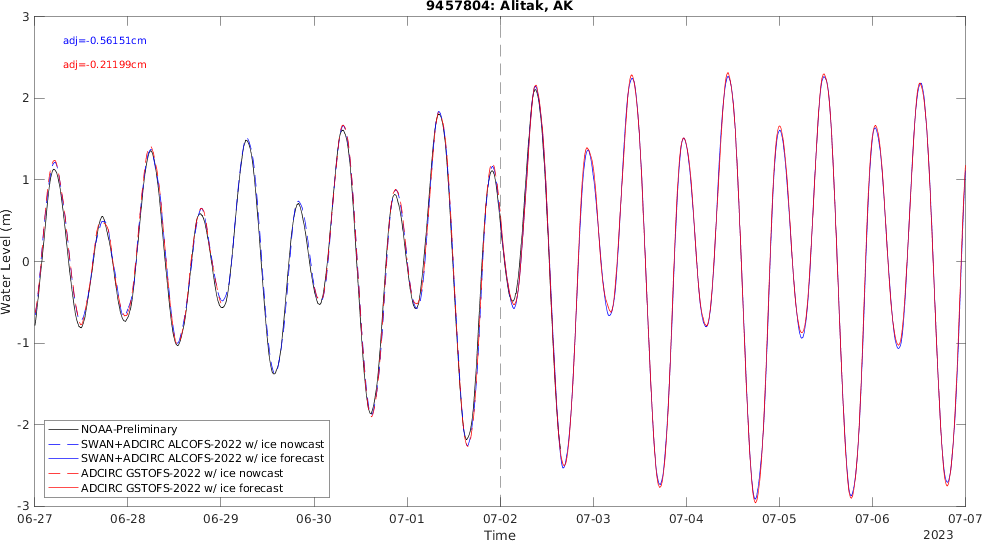 9457804: Alitak, AK
adj=-0.56151cm
adj=-0.21199cm
3
2
1
0
-1
-2
-3
Water Level (m)
NOAA-Preliminary
SWAN+ADCIRC ALCOFS-2022 w/ ice nowcast
SWAN+ADCIRC ALCOFS-2022 w/ ice forecast
ADCIRC GSTOFS-2022 w/ ice nowcast
ADCIRC GSTOFS-2022 w/ ice forecast
06-27 06-28 06-29 06-30 07-01 07-02 07-03 07-04 07-05 07-06 07-07
Time
2023